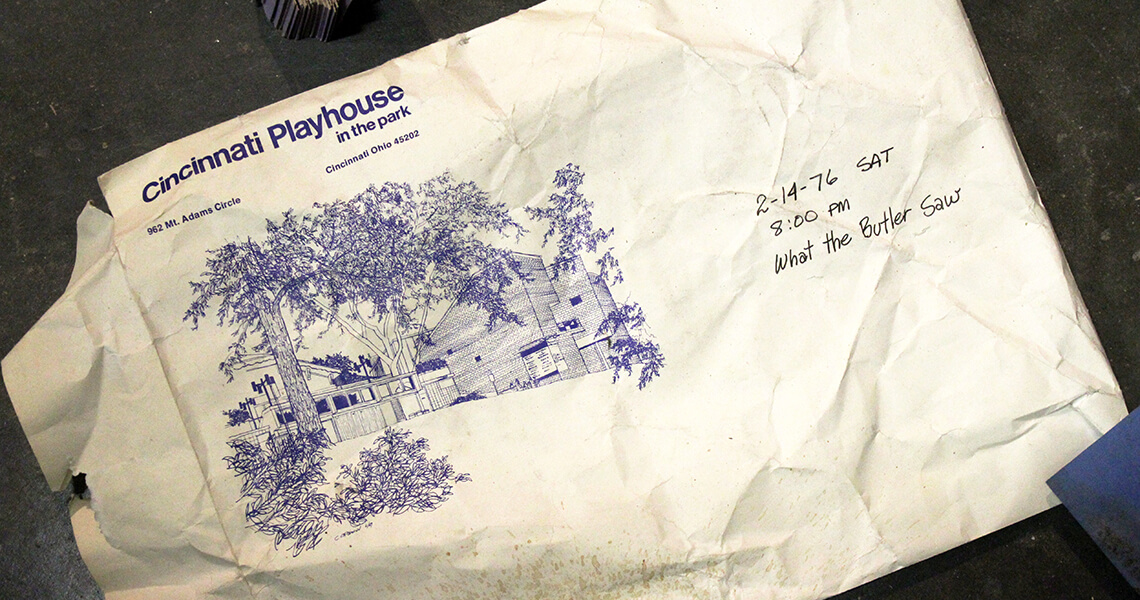 Cincinnati Playhouse
in the park
962 Mt. Adams Circle
Cincinnati Ohio 45202
2-14-76 SAT
8:00 PM
What the Butler Saw